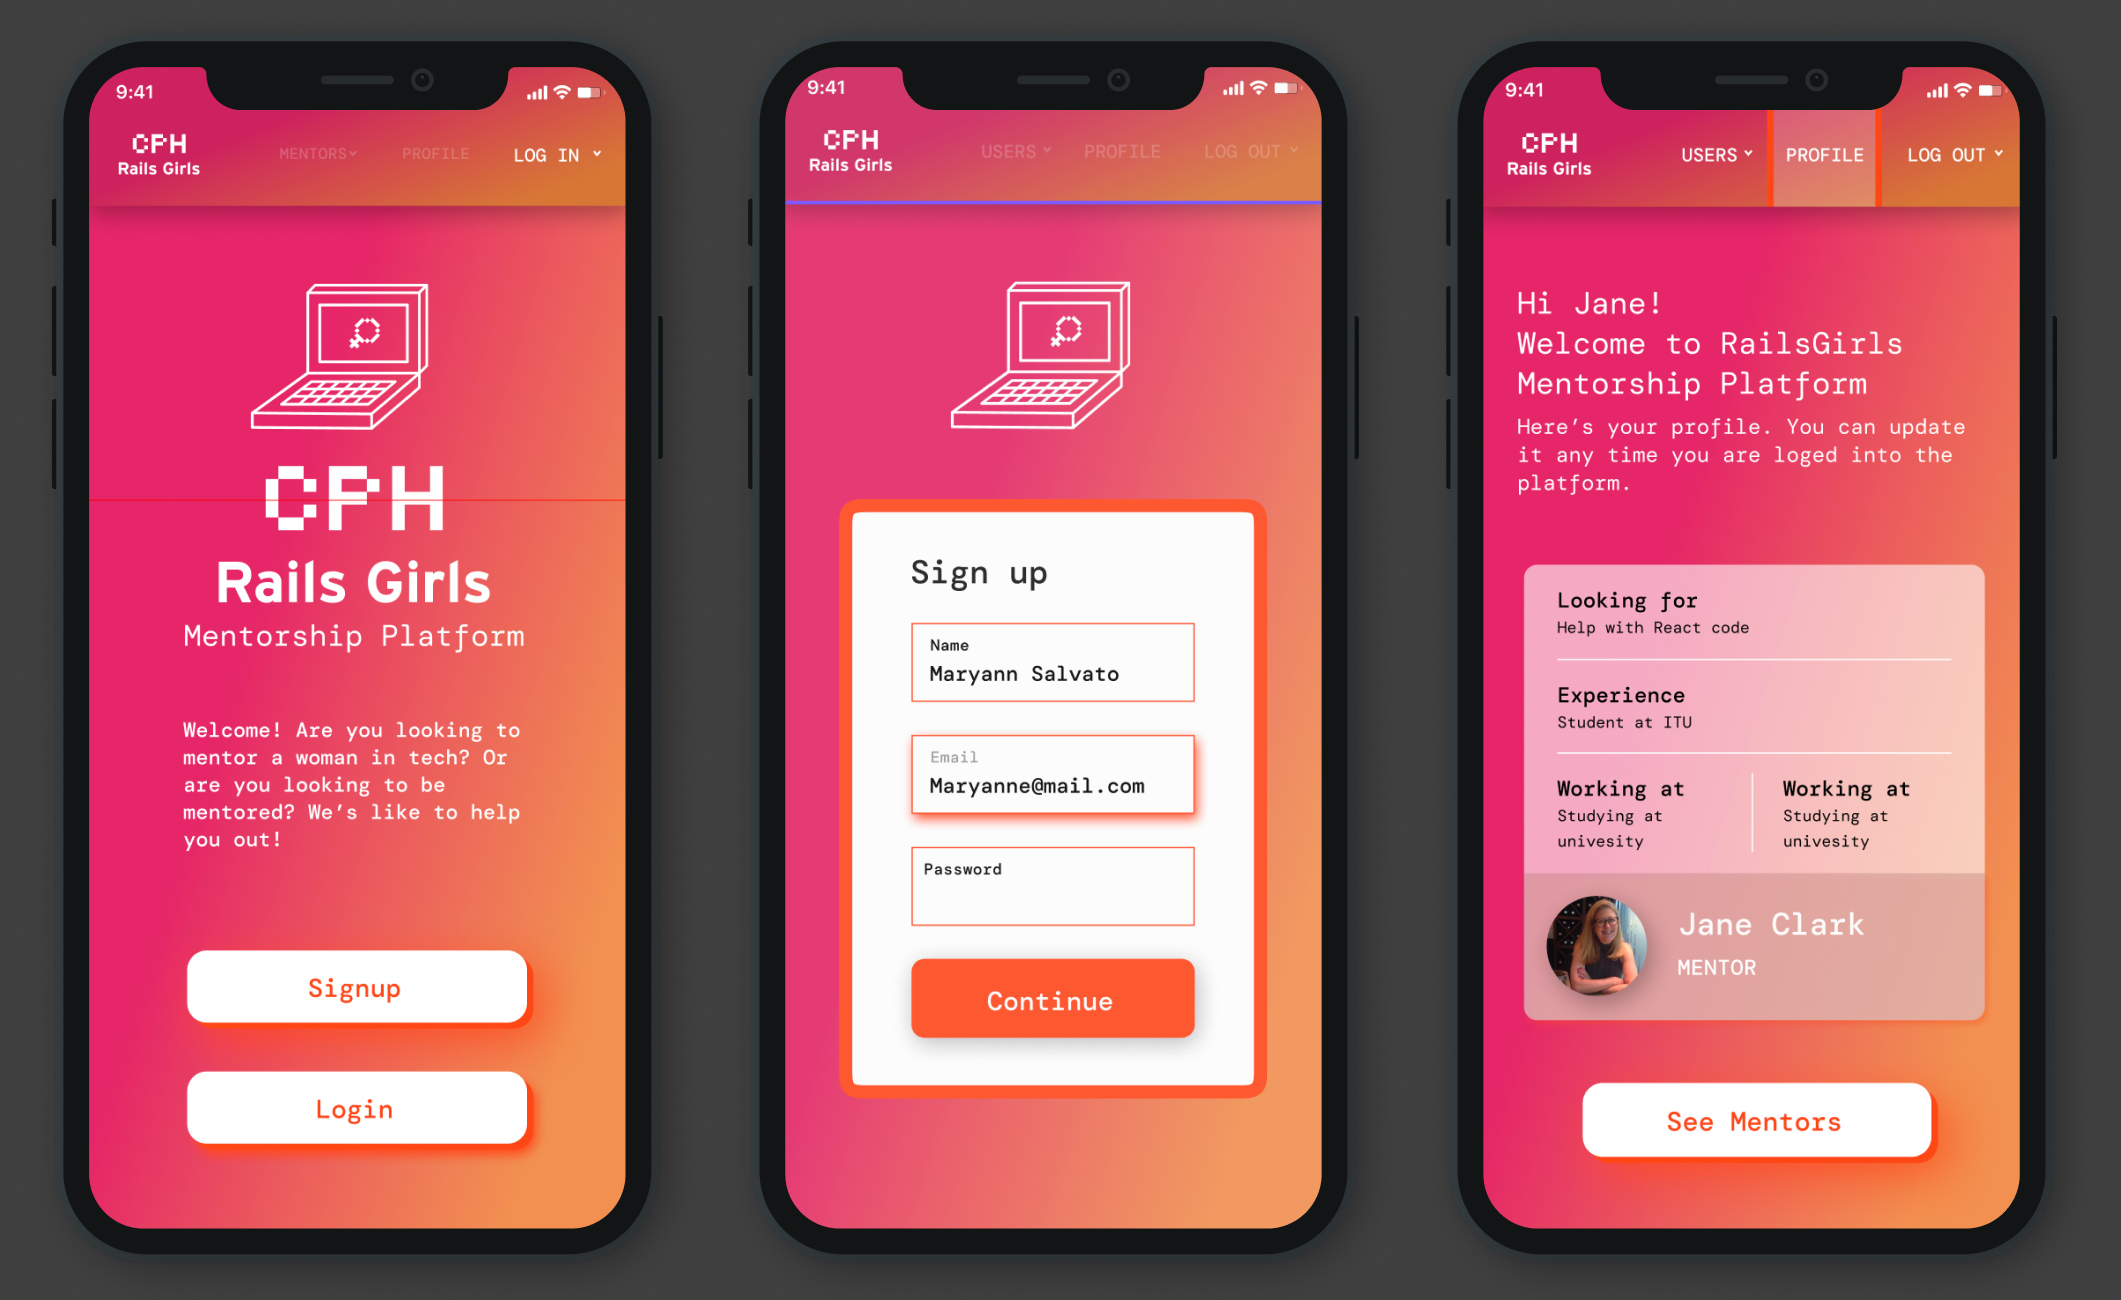 9:41
CPH
Rails Girls
MENTORS
PROFILE
LOG IN
CPH
Rails Girls
Mentorship Platform
Welcome! Are you looking to
mentor a woman in tech? Or
are you looking to be
mentored? We’s like to help
you out!
Signup
Login
9:41
CPH
Rails Girls
USERS
PROFILE
LOG OUT
Sign up
Name
Maryann Salvato
Email
Maryanne@mail.com
Password
Continue
9:41
CPH
Rails Girls
USERS
PROFILE
LOG OUT
Hi Jane!
Welcome to RailsGirls
Mentorship Platform
Here’s your profile. You can update
it any time you are loged into the
platform.
Looking for
Help with React code
Experience
Student at ITU
Working at
Studying at
univesity
Working at
Studying at
univesity
Jane Clark
MENTOR
See Mentors